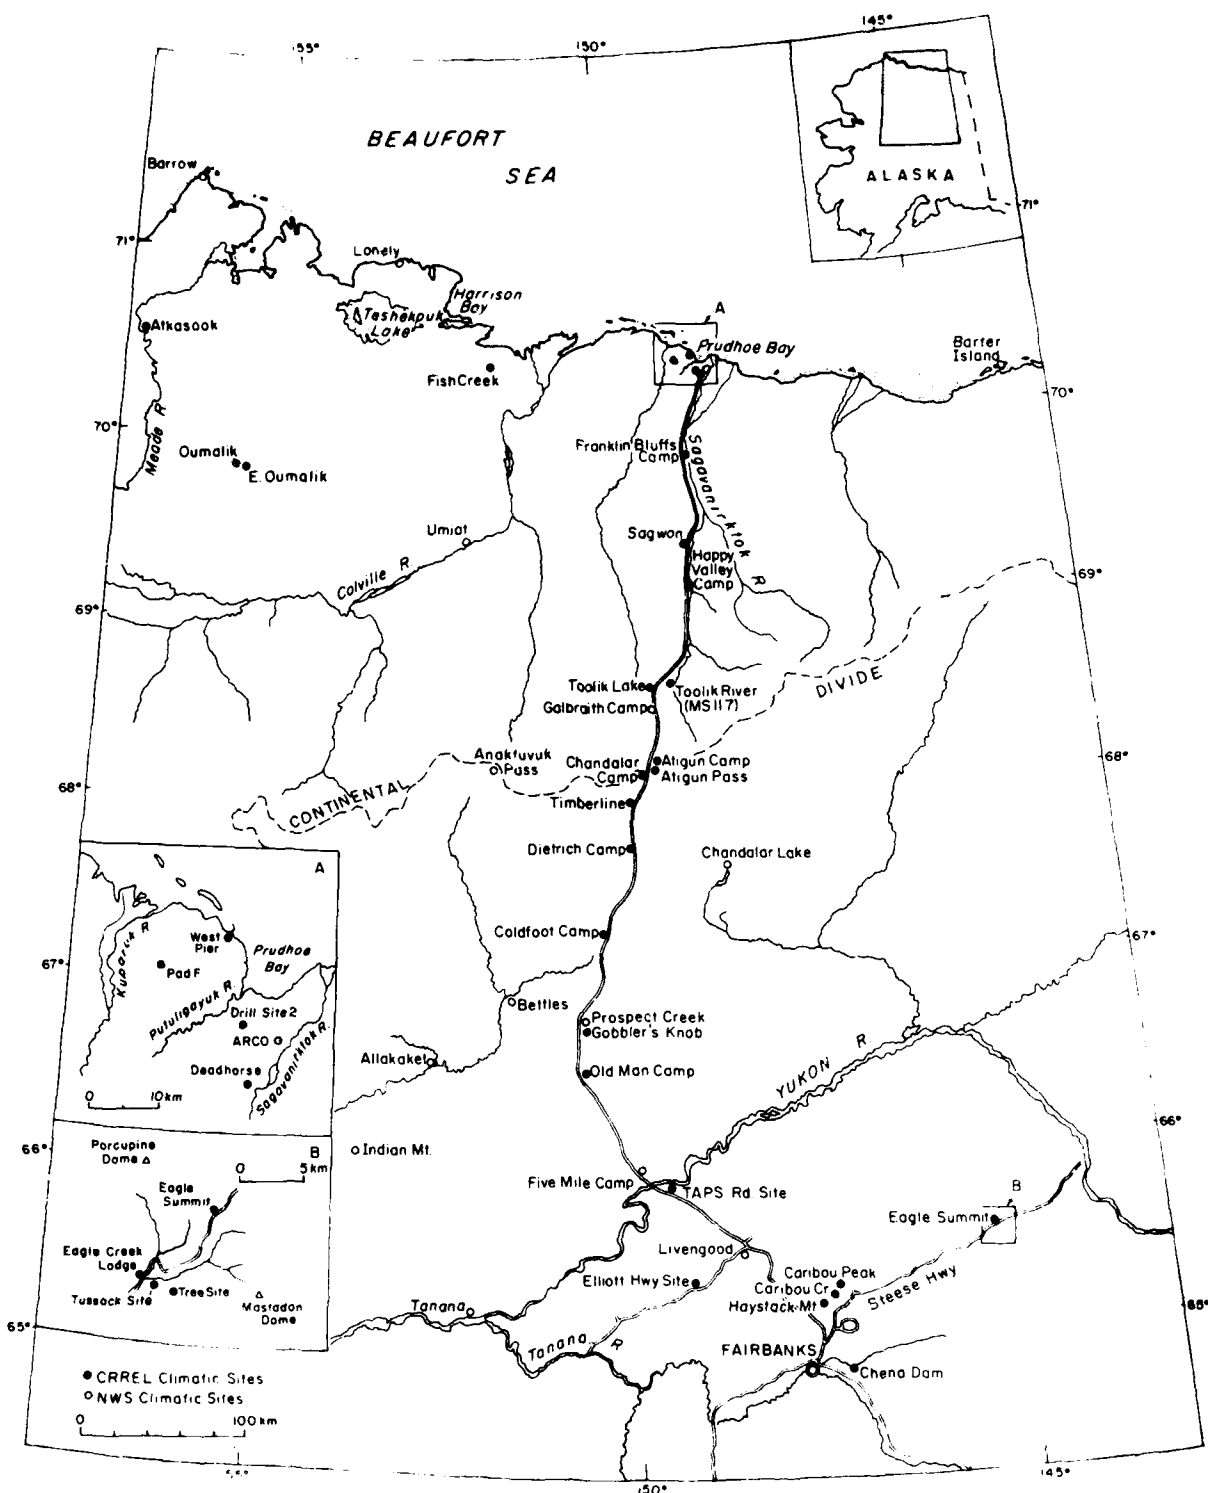 155°
150°
145°
BEAUFORT
SEA
ALASKA
71°
Barrow
71°
Lonely
Harrison
Bay
Teshekpuk
Lake
A
Prudhoe Bay
Barter
Island
Atkasook
Fish Creek
70°
70°
Meade R
Oumalik
E. Oumalik
Franklin Bluffs
Camp
Sagavanirktok R
Umiat
Sagwon
Happy
Valley
Camp
Colville R
69°
69°
Toolik Lake
Toolik River
(MS117)
Galbraith Camp
DIVIDE
Anaktuvuk
Pass
Chandalar
Camp
Atigun Camp
Atigun Pass
68°
68°
CONTINENTAL
Timberline
Dietrich Camp
Chandalar Lake
A
Coldfoot Camp
67°
67°
Kuparuk R
West
Pier
Prudhoe
Bay
Pad F
Putuligayuk R.
Drill Site 2
ARCO
Deadhorse
Sagavanirktok R.
0 10 km
Bettles
Prospect Creek
Gobbler's Knob
Allakaket
Old Man Camp
YUKON R
66°
66°
Indian Mt.
B
Porcupine
Dome
0 5 km
Eagle
Summit
Eagle Creek
Lodge
Tussock Site
Tree Site
Mastadon
Dome
Five Mile Camp
TAPS Rd. Site
B
Eagle Summit
Livengood
Elliott Hwy Site
Caribou Peak
Caribou Cr
Haystack Mt
Steese Hwy
65°
65°
Tanana
Tanana R
FAIRBANKS
Chena Dam
CRREL Climatic Sites
NWS Climatic Sites
0 100 km
155°
150°
145°